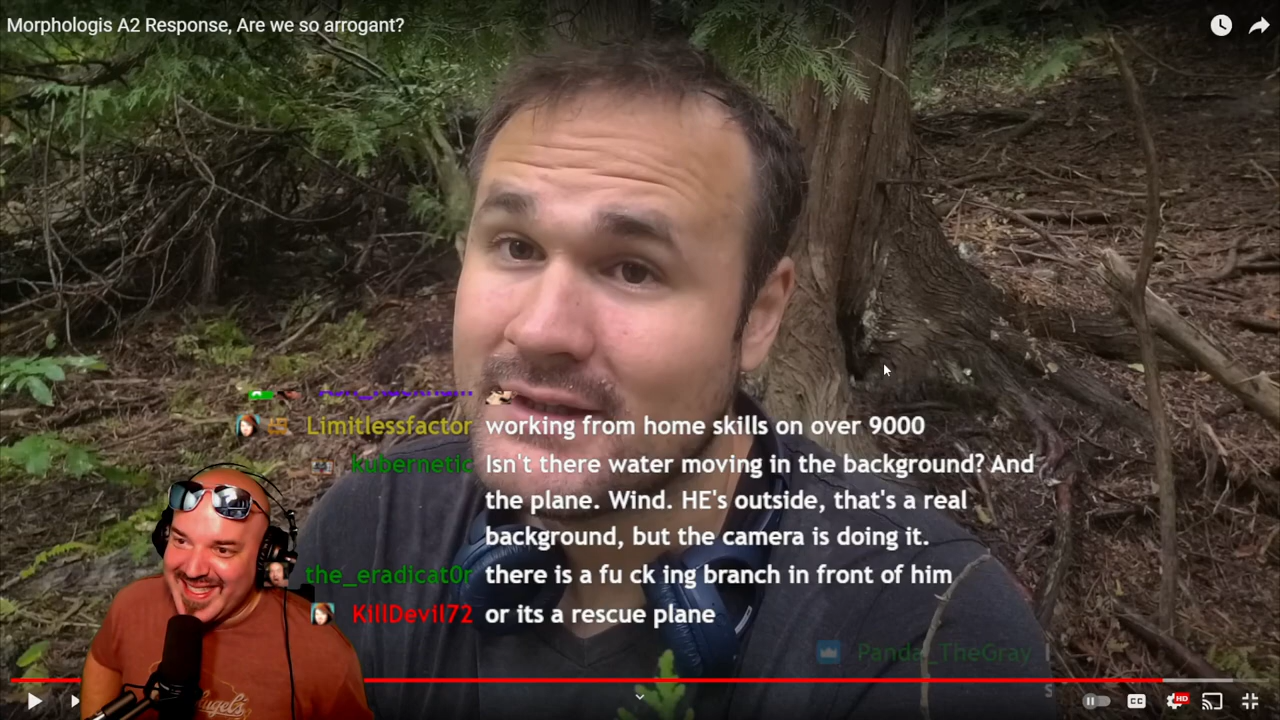 Morphologis A2 Response, Are we so arrogant?
Limitlessfactor working from home skills on over 9000
kubernetic Isn't there water moving in the background? And
the plane. Wind. HE's outside, that's a real
background, but the camera is doing it.
the_eradicat0r there is a fu ck ing branch in front of him
KillDevil72 or its a rescue plane
Panda_TheGray
CC HD